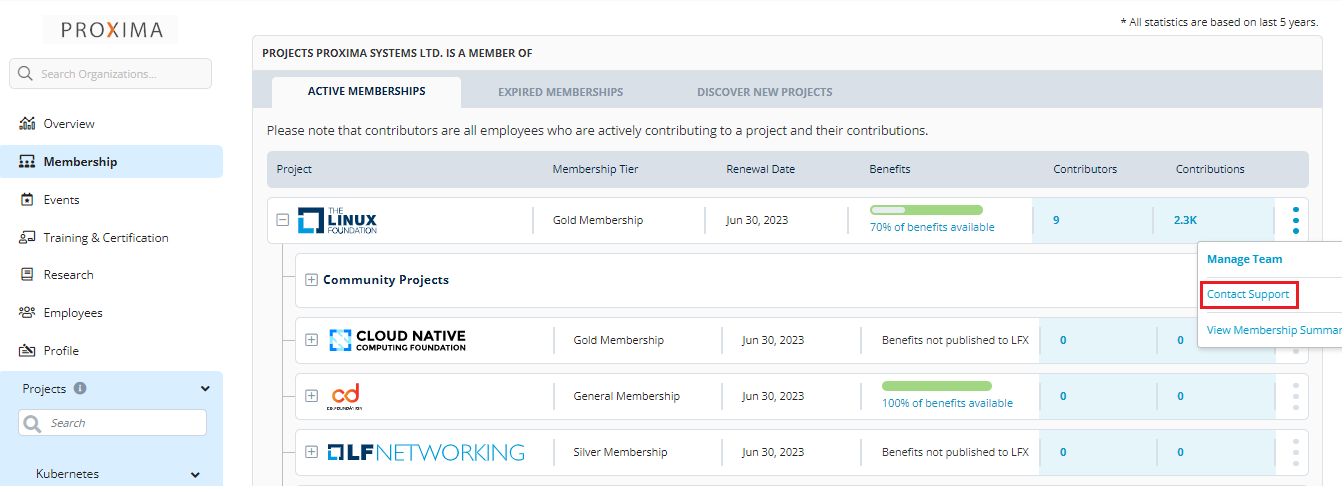 PROXIMA
* All statistics are based on last 5 years.
Search Organizations...
Overview
Membership
Events
Training & Certification
Research
Employees
Profile
Projects
Search
Kubernetes
PROJECTS PROXIMA SYSTEMS LTD. IS A MEMBER OF
ACTIVE MEMBERSHIPS EXPIRED MEMBERSHIPS DISCOVER NEW PROJECTS
Please note that contributors are all employees who are actively contributing to a project and their contributions.
Project Membership Tier Renewal Date Benefits Contributors Contributions
THE
LINUX
FOUNDATION
Gold Membership Jun 30, 2023 70% of benefits available 9 2.3K
Manage Team
Contact Support
View Membership Summar
Community Projects
CLOUD NATIVE
COMPUTING FOUNDATION
Gold Membership Jun 30, 2023 Benefits not published to LFX 0 0
cd
CD.FOUNDATION
General Membership Jun 30, 2023 100% of benefits available 0 0
LFNETWORKING Silver Membership Jun 30, 2023 Benefits not published to LFX 0 0